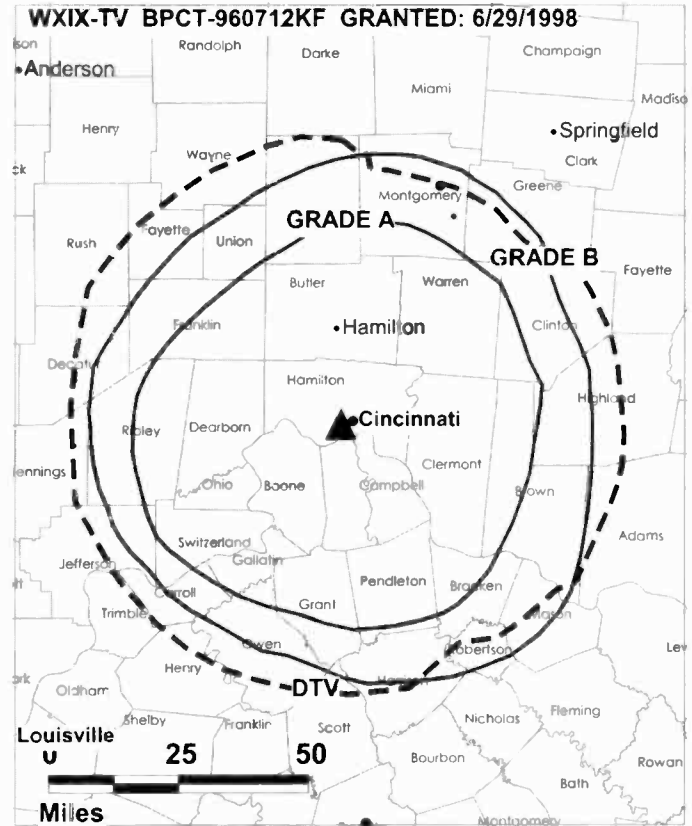 WXIX-TV BPCT-960712KF GRANTED: 6/29/1998
Randolph
Darke
Champaign
Anderson
Miami
Madiso
Henry
Springfield
Wayne
Clark
Greene
Montgomery
Rush
Fayette
Union
GRADE A
GRADE B
Fayette
Butler
Warren
Franklin
Hamilton
Clinton
Decatur
Hamilton
Highland
Cincinnati
Ripley
Dearborn
Clermont
ennings
Ohio
Boone
Campbell
Brown
Switzerland
Adams
Jefferson
Gallatin
Pendleton
Bracken
Carroll
Grant
Mason
Trimble
Owen
Robertson
Lew
Henry
Harrison
Oldham
DTV
Shelby
Franklin
Scott
Nicholas
Fleming
Louisville
Bourbon
Rowan
0 25 50
Bath
Miles
Montgomery